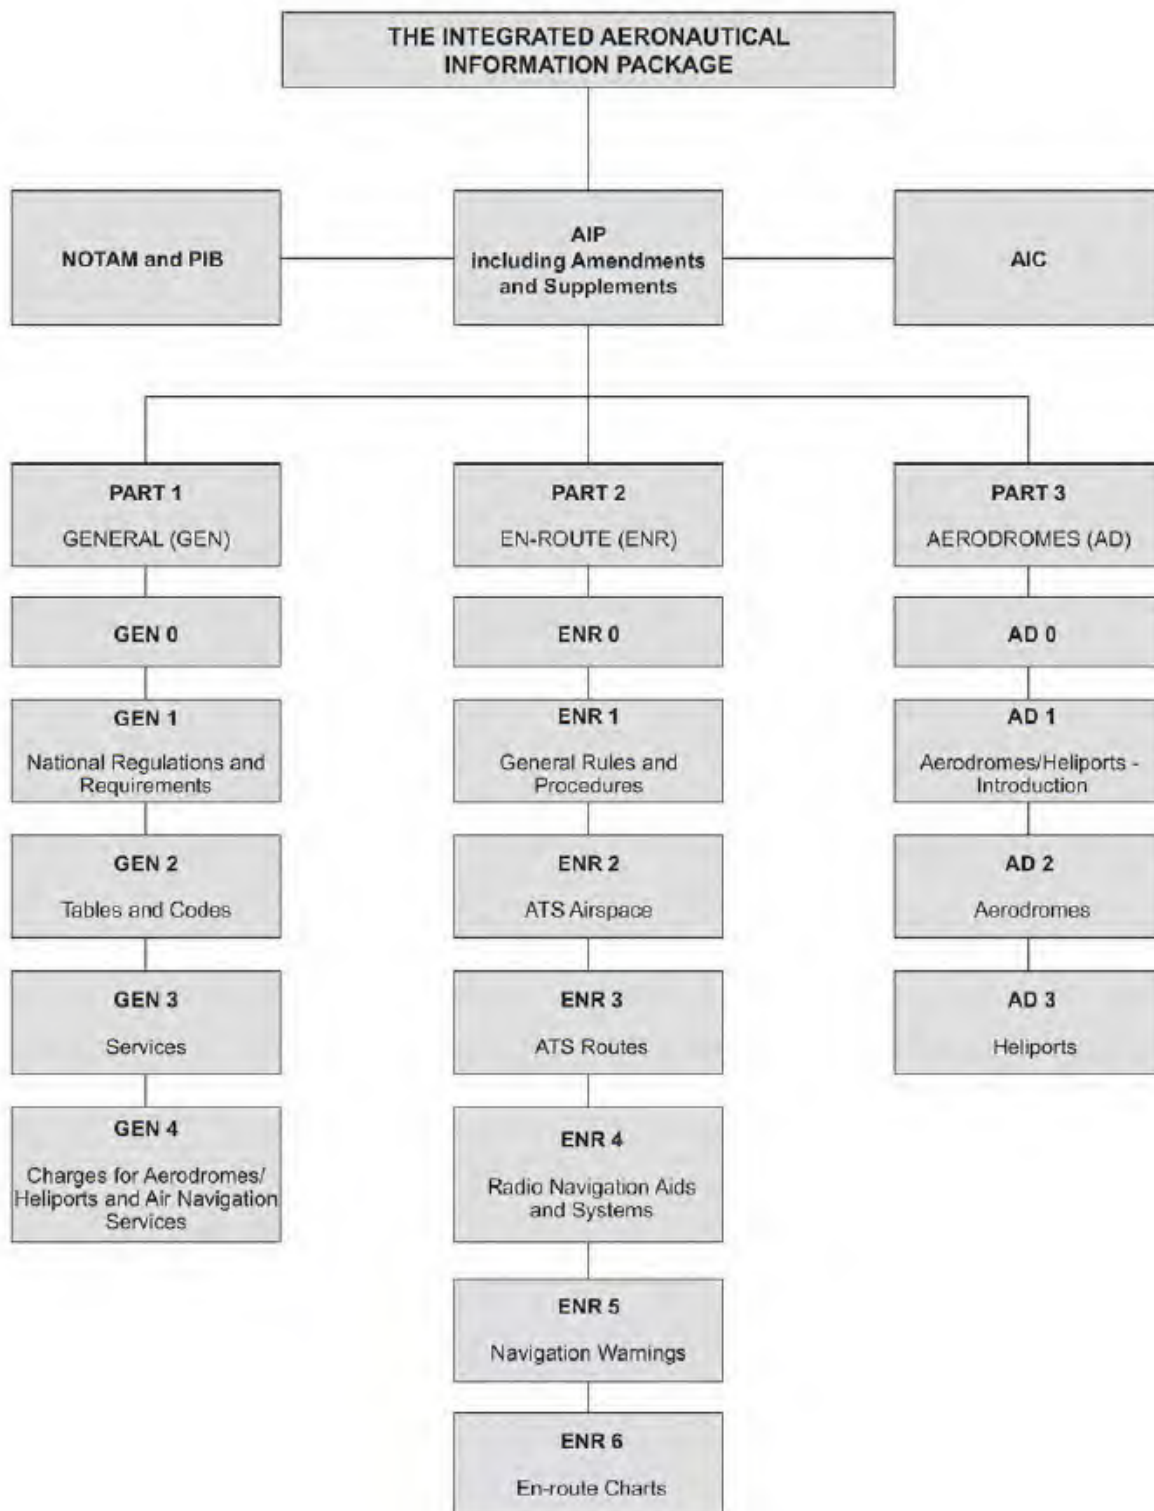 THE INTEGRATED AERONAUTICAL
INFORMATION PACKAGE
NOTAM and PIB
AIP
including Amendments
and Supplements
AIC
PART 1
GENERAL (GEN)
PART 2
EN-ROUTE (ENR)
PART 3
AERODROMES (AD)
GEN 0
ENR 0
AD 0
GEN 1
National Regulations and
Requirements
ENR 1
General Rules and
Procedures
AD 1
Aerodromes/Heliports -
Introduction
GEN 2
Tables and Codes
ENR 2
ATS Airspace
AD 2
Aerodromes
GEN 3
Services
ENR 3
ATS Routes
AD 3
Heliports
GEN 4
Charges for Aerodromes/
Heliports and Air Navigation
Services
ENR 4
Radio Navigation Aids
and Systems
ENR 5
Navigation Warnings
ENR 6
En-route Charts